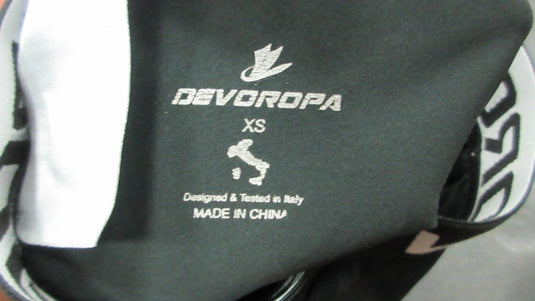 DEVOROPA
XS
Designed & Tested in Italy
MADE IN CHINA